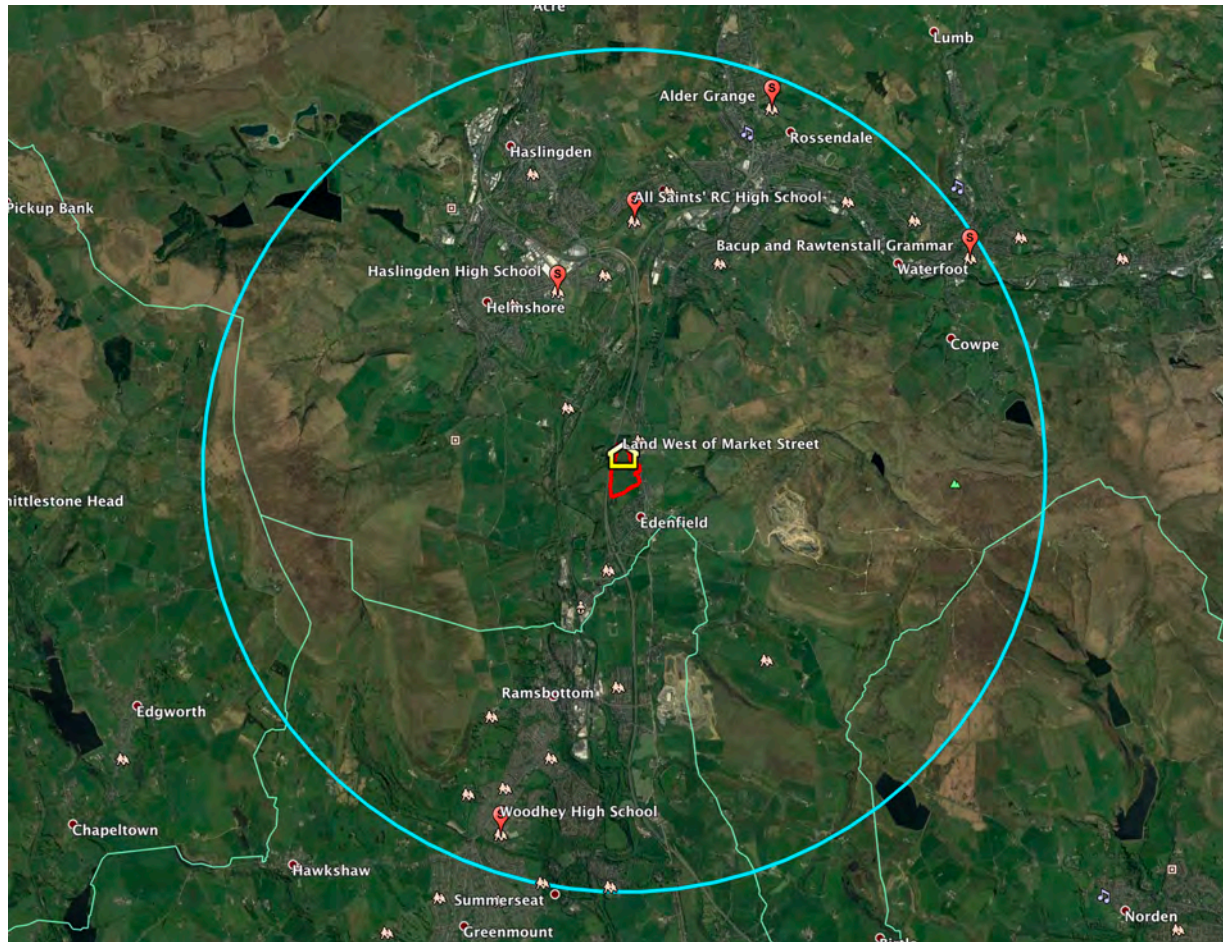 Acre
Lumb
Alder Grange
S
Rossendale
Haslingden
All Saints' RC High School
Pickup Bank
S
Bacup and Rawtenstall Grammar
Waterfoot
Haslingden High School
S
Helmshore
Cowpe
Land West of Market Street
hittlestone Head
Edenfield
Ramsbottom
Edgworth
Woodhey High School
S
Chapeltown
Hawkshaw
Summerseat
Greenmount
Norden